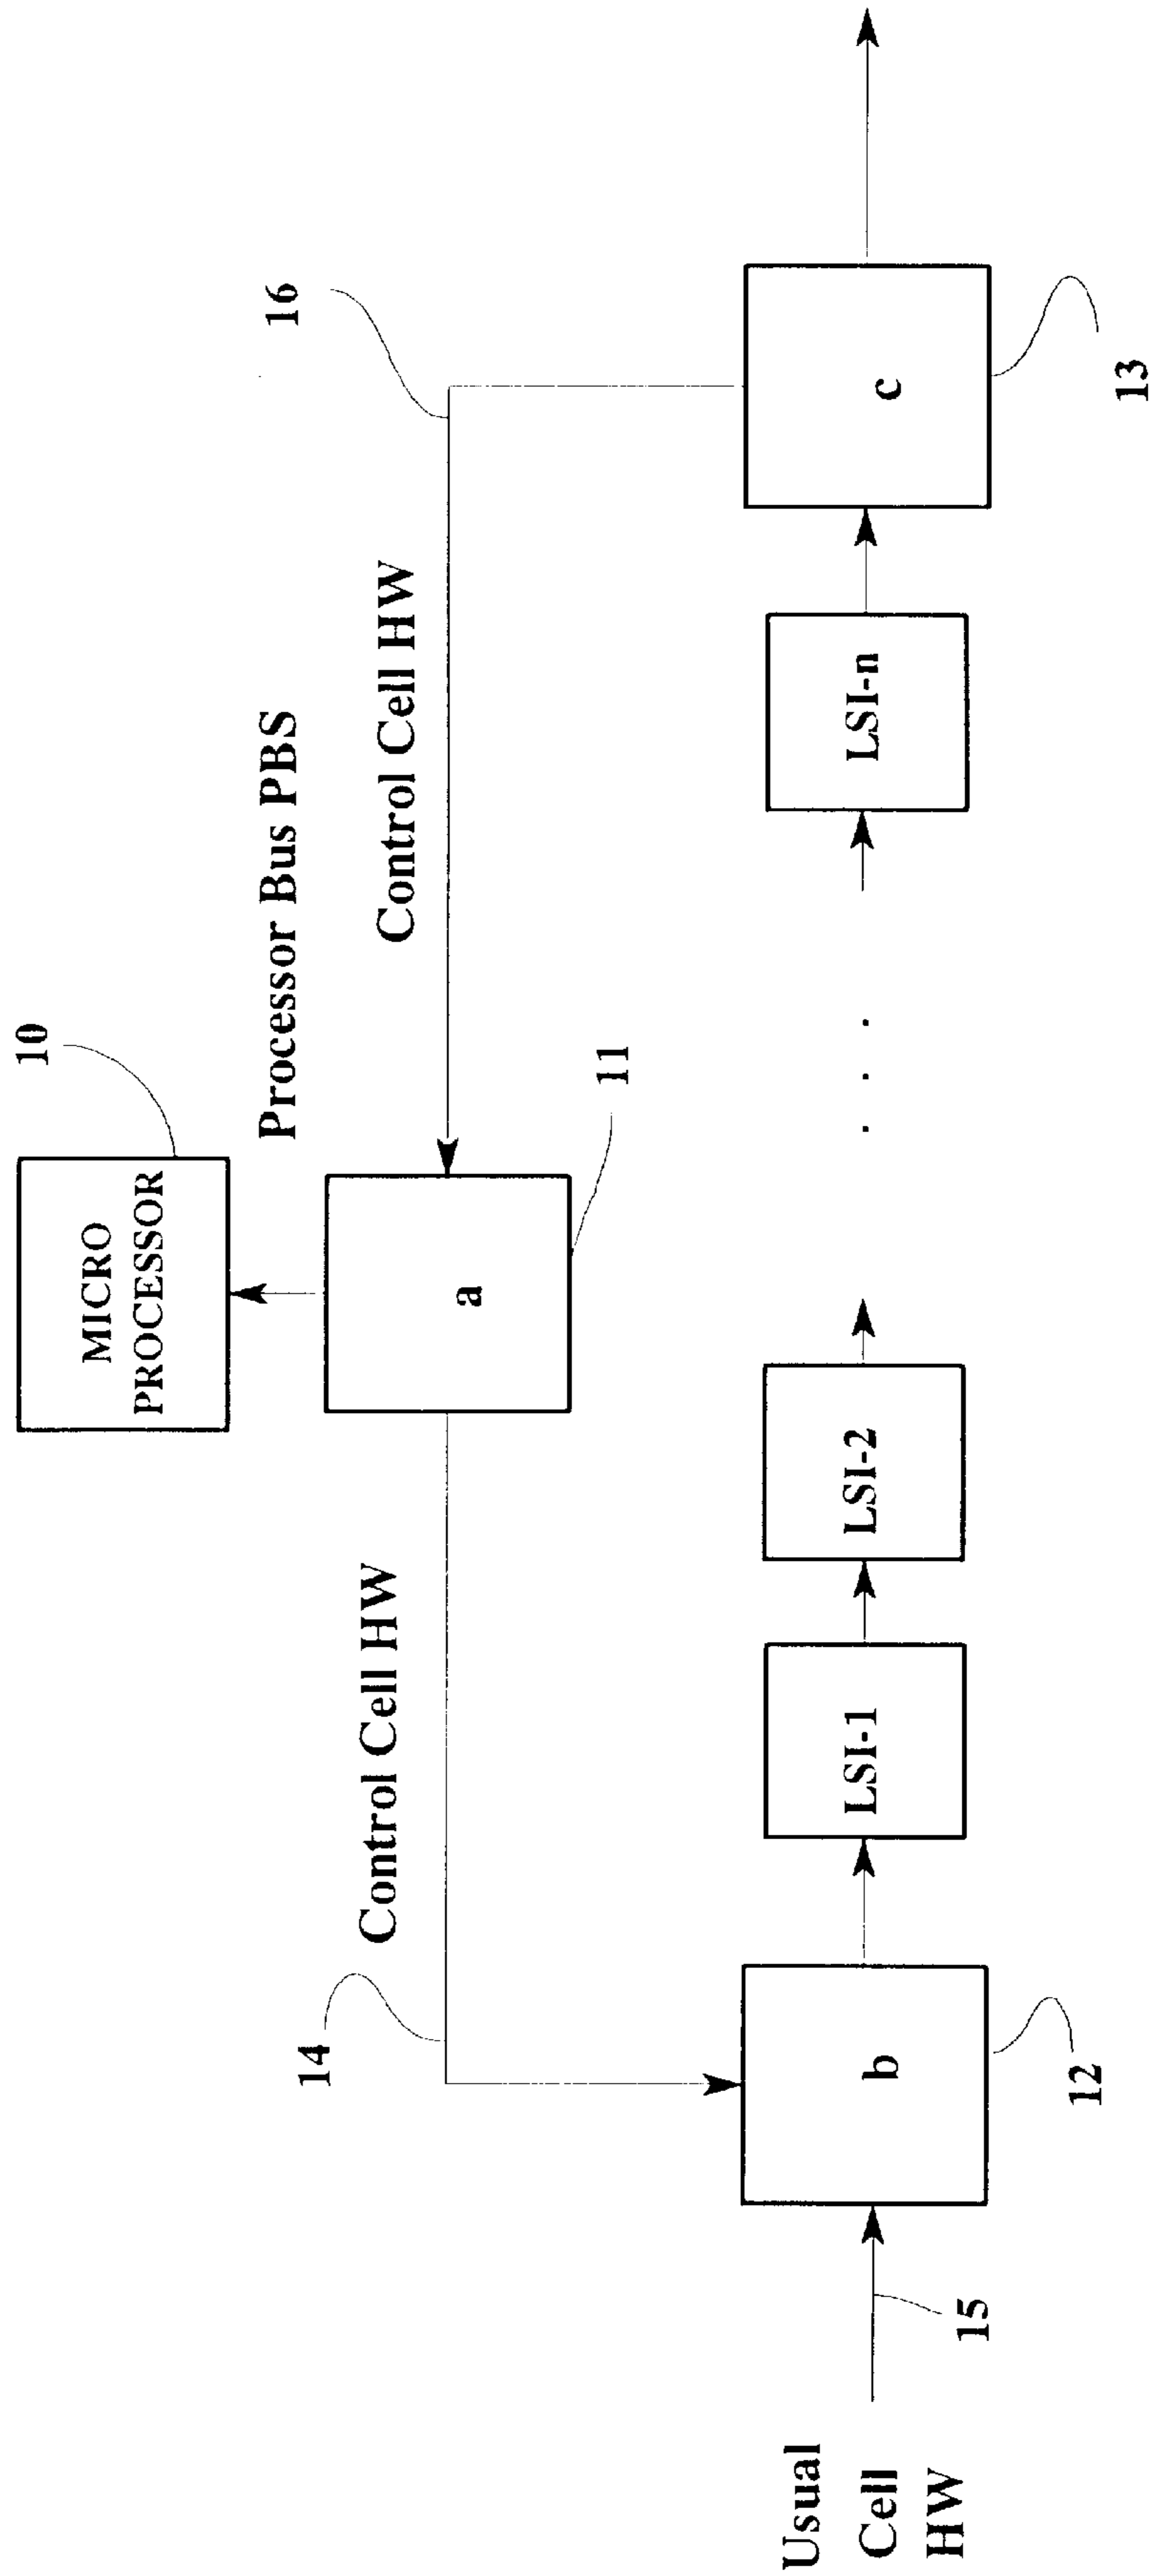 10
MICRO
PROCESSOR
Processor Bus PBS
16
14
Control Cell HW
Control Cell HW
a
11
Usual
Cell
HW
15
b
12
LSI-1
LSI-2
. . .
LSI-n
c
13